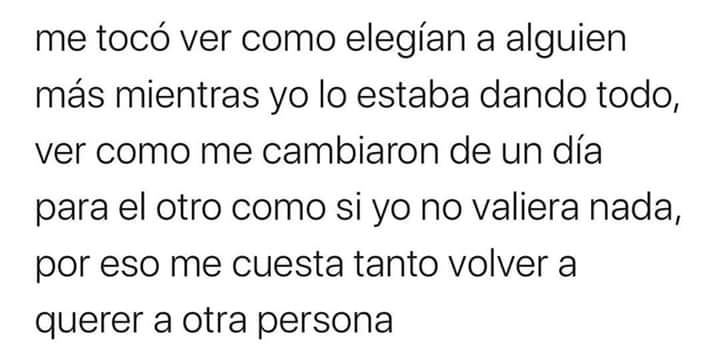 me tocó ver como elegían a alguien
más mientras yo lo estaba dando todo,
ver como me cambiaron de un día
para el otro como si yo no valiera nada,
por eso me cuesta tanto volver a
querer a otra persona